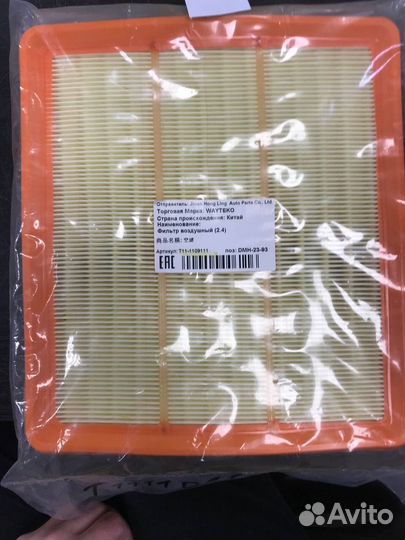 Отправитель: Jinan Hong Ling Auto Parts Co., Ltd
Торговая Марка: WAYTEKO
Страна происхождения: Китай
Наименование:
Фильтр воздушный (2.4)
商品名稱: 空滤
Артикул: T11-1109111 поз: DMH-23-93
EAC
Avito